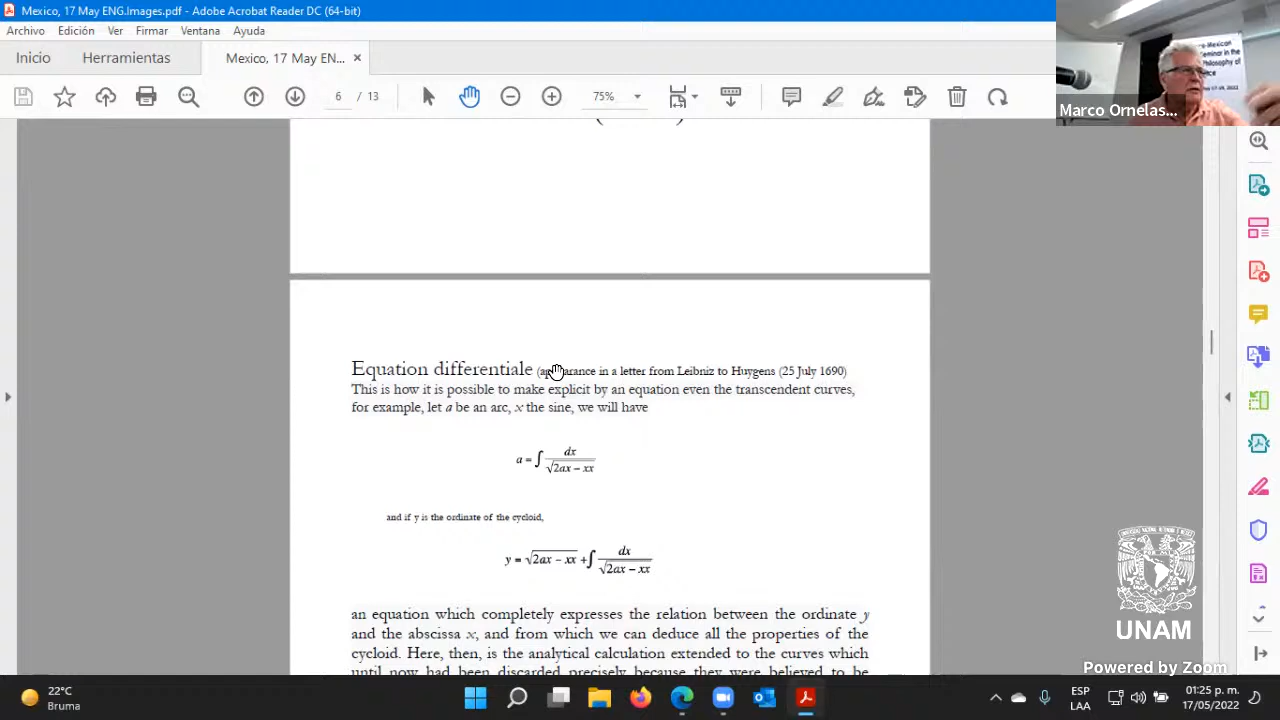 Mexico, 17 May ENG.Images.pdf - Adobe Acrobat Reader DC (64-bit)
Archivo Edición Ver Firmar Ventana Ayuda
Inicio Herramientas Mexico, 17 May EN... ×
6 / 13 75%
Mexican
eminar in the
Philosophy of
Marco Ornelas...
Equation differentiale (appearance in a letter from Leibniz to Huygens (25 July 1690)
This is how it is possible to make explicit by an equation even the transcendent curves,
for example, let a be an arc, x the sine, we will have
a = ∫ dx / √2ax − xx
and if y is the ordinate of the cycloid,
y = √2ax − xx + ∫ dx / √2ax − xx
an equation which completely expresses the relation between the ordinate y
and the abscissa x, and from which we can deduce all the properties of the
cycloid. Here, then, is the analytical calculation extended to the curves which
until now had been discarded precisely because they were believed to be
UNAM
Powered by Zoom
22°C
Bruma
ESP
LAA
01:25 p. m.
17/05/2022